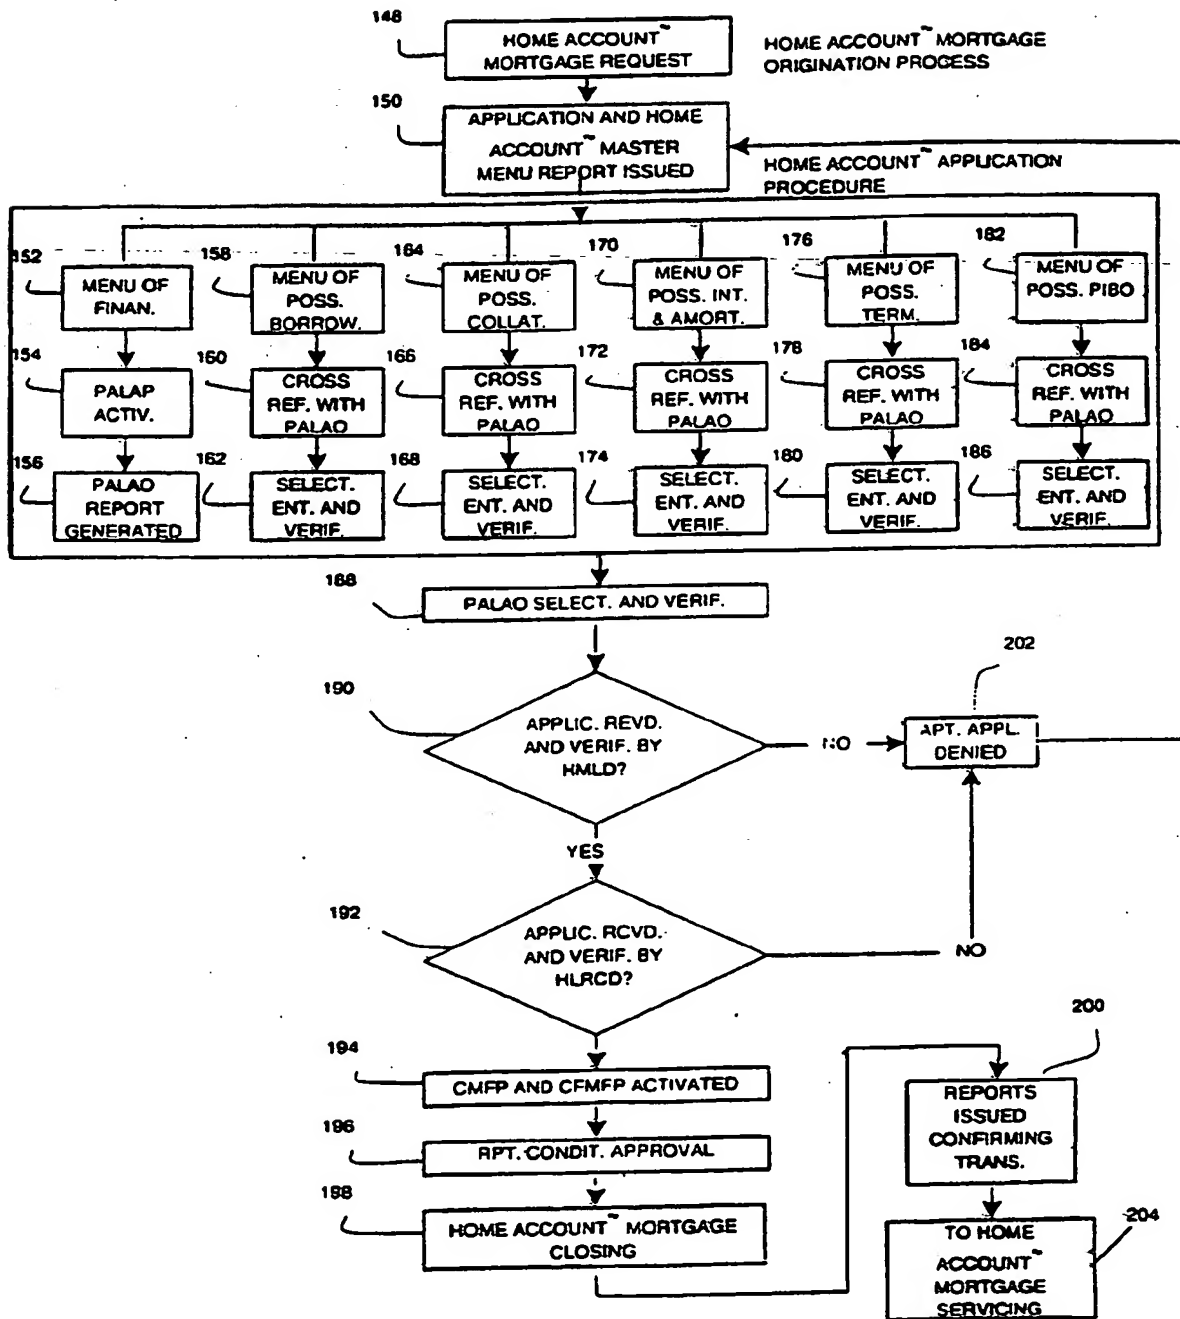 148
HOME ACCOUNT~
MORTGAGE REQUEST
HOME ACCOUNT~ MORTGAGE
ORIGINATION PROCESS
150
APPLICATION AND HOME
ACCOUNT~ MASTER
MENU REPORT ISSUED
HOME ACCOUNT~ APPLICATION
PROCEDURE
152
MENU OF
FINAN.
158
MENU OF
POSS.
BORROW.
164
MENU OF
POSS.
COLLAT.
170
MENU OF
POSS. INT.
& AMORT.
176
MENU OF
POSS.
TERM.
182
MENU OF
POSS. PIBO
154
PALAP
ACTIV.
160
CROSS
REF. WITH
PALAO
166
CROSS
REF. WITH
PALAO
172
CROSS
REF. WITH
PALAO
178
CROSS
REF. WITH
PALAO
184
CROSS
REF. WITH
PALAO
156
PALAO
REPORT
GENERATED
162
SELECT.
ENT. AND
VERIF.
168
SELECT.
ENT. AND
VERIF.
174
SELECT.
ENT. AND
VERIF.
180
SELECT.
ENT. AND
VERIF.
186
SELECT.
ENT. AND
VERIF.
188
PALAO SELECT. AND VERIF.
190
APPLIC. REVD.
AND VERIF. BY
HMLD?
NO
202
APT. APPL.
DENIED
YES
192
APPLIC. RCVD.
AND VERIF. BY
HLRCD?
NO
194
CMFP AND CFMFP ACTIVATED
196
RPT. CONDIT. APPROVAL
198
HOME ACCOUNT~ MORTGAGE
CLOSING
200
REPORTS
ISSUED
CONFIRMING
TRANS.
204
TO HOME
ACCOUNT~
MORTGAGE
SERVICING